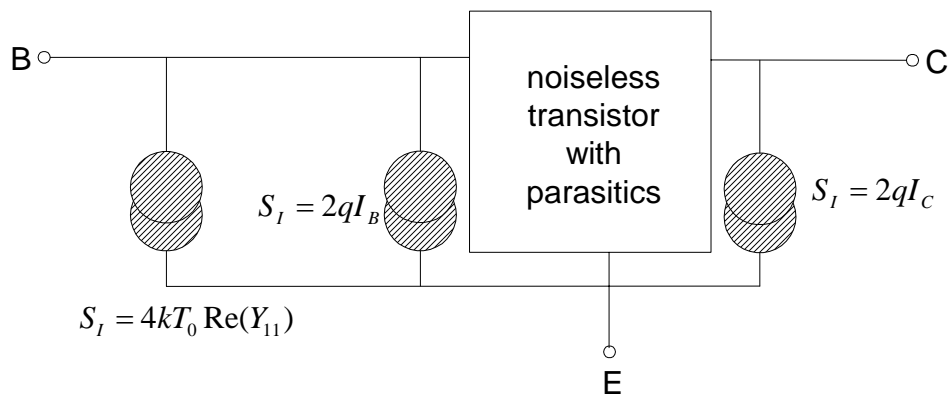 B
C
noiseless
transistor
with
parasitics
S_I = 2qI_B
S_I = 2qI_C
S_I = 4kT_0 Re(Y_11)
E